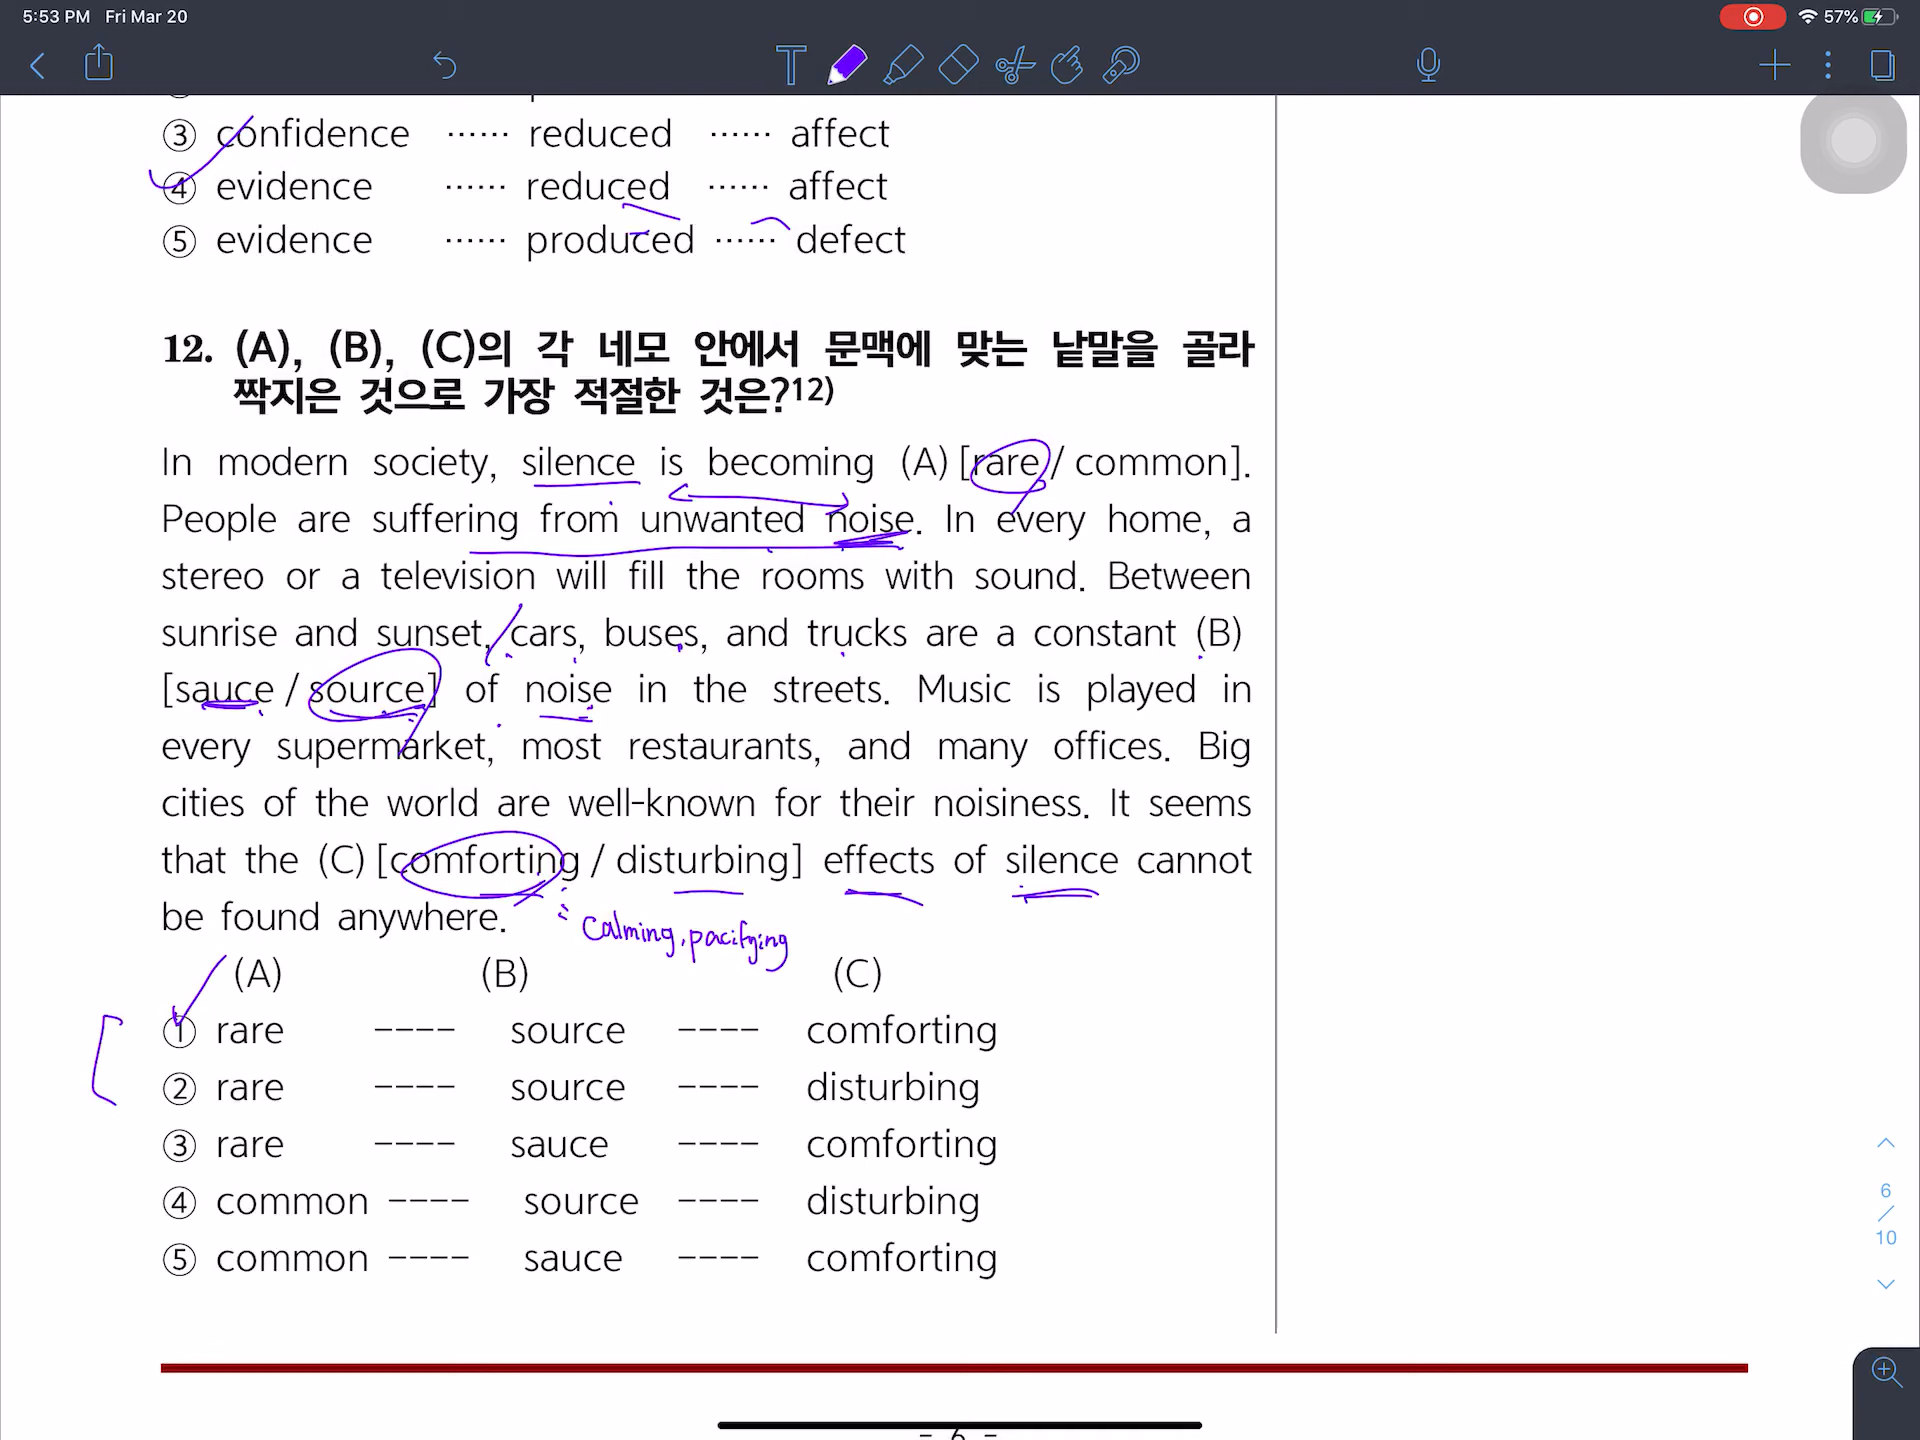 5:53 PM Fri Mar 20
57%
③ confidence ...... reduced ...... affect
④ evidence ...... reduced ...... affect
⑤ evidence ...... produced ...... defect
12. (A), (B), (C)의 각 네모 안에서 문맥에 맞는 낱말을 골라
짝지은 것으로 가장 적절한 것은?12)
In modern society, silence is becoming (A) [rare / common].
People are suffering from unwanted noise. In every home, a
stereo or a television will fill the rooms with sound. Between
sunrise and sunset, cars, buses, and trucks are a constant (B)
[sauce / source] of noise in the streets. Music is played in
every supermarket, most restaurants, and many offices. Big
cities of the world are well-known for their noisiness. It seems
that the (C) [comforting / disturbing] effects of silence cannot
be found anywhere.
calming, pacifying
(A) (B) (C)
① rare ---- source ---- comforting
② rare ---- source ---- disturbing
③ rare ---- sauce ---- comforting
④ common ---- source ---- disturbing
⑤ common ---- sauce ---- comforting
6
/
10
- 6 -